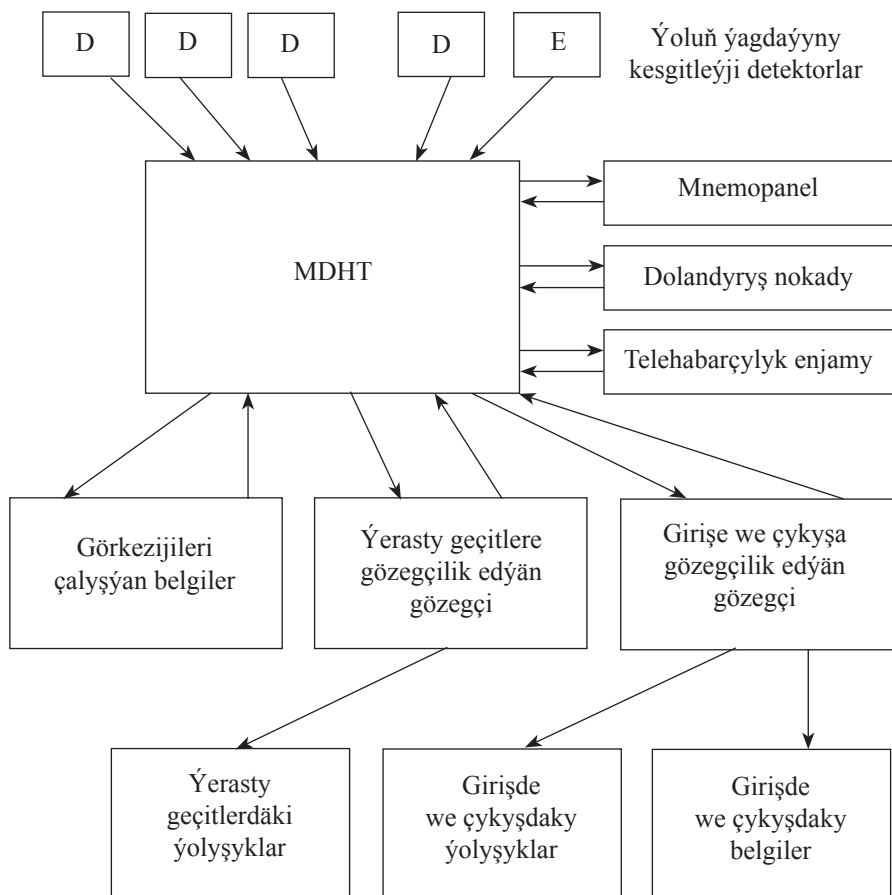 D
D
D
D
E
Ýoluň ýagdaýyny
kesgitleýji detektorlar
MDHT
Mnemopanel
Dolandyryş nokady
Telehabarçylyk enjamy
Görkezijileri
çalyşýan belgiler
Ýerasty geçitlere
gözegçilik edýän
gözegçi
Girişe we çykyşa
gözegçilik edýän
gözegçi
Ýerasty
geçitlerdäki
ýolyşyklar
Girişde
we çykyşdaky
ýolyşyklar
Girişde
we çykyşdaky
belgiler